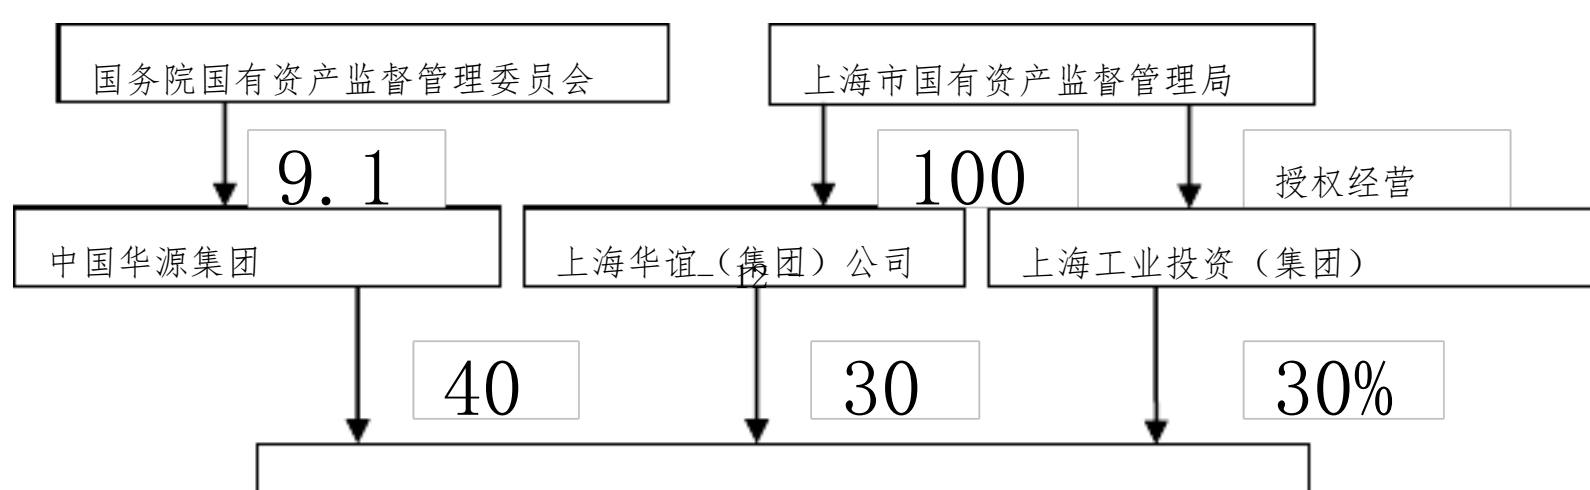 国务院国有资产监督管理委员会
上海市国有资产监督管理局
9.1
100
授权经营
中国华源集团
上海华谊（集团）公司
上海工业投资（集团）
– 12 –
40
30
30%